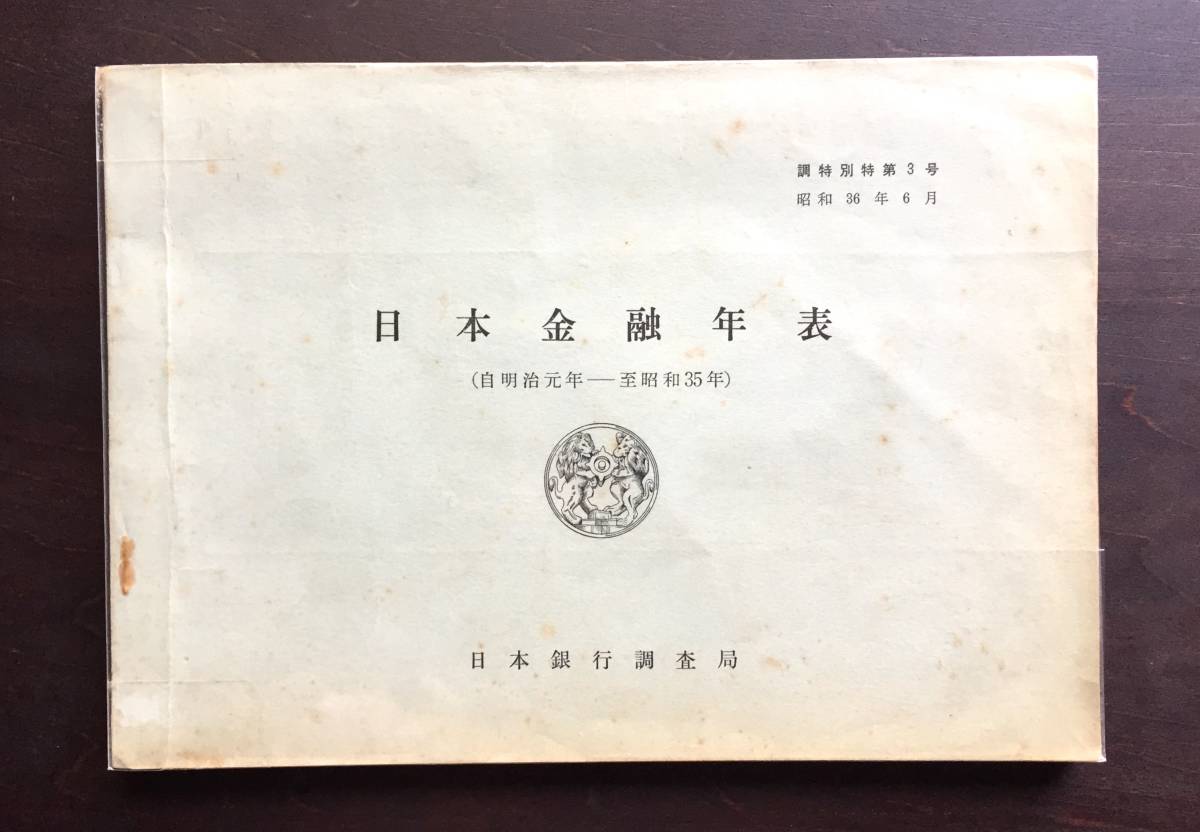 調特別特第3号
昭和36年6月
日本金融年表
(自明治元年──至昭和35年)
日本銀行調査局